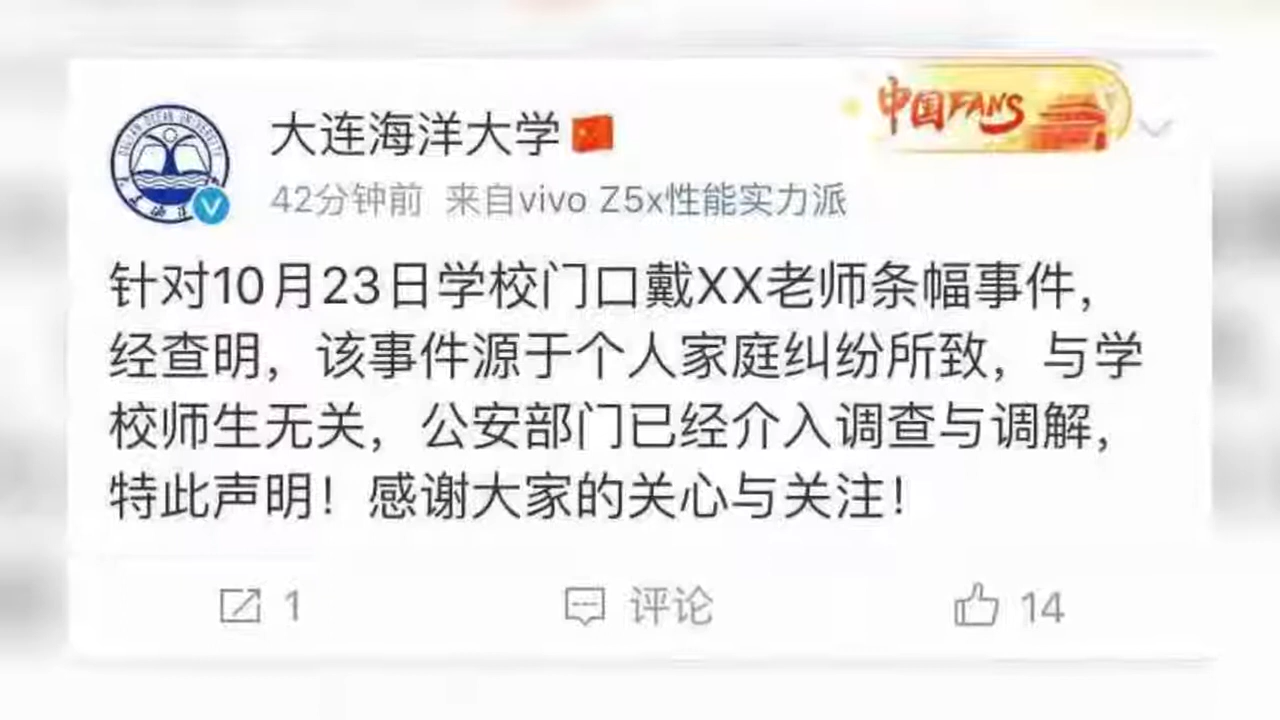 中国FANS
大连海洋大学
42分钟前 来自vivo Z5x性能实力派
针对10月23日学校门口戴XX老师条幅事件，
经查明，该事件源于个人家庭纠纷所致，与学
校师生无关，公安部门已经介入调查与调解，
特此声明！感谢大家的关心与关注！
1
评论
14